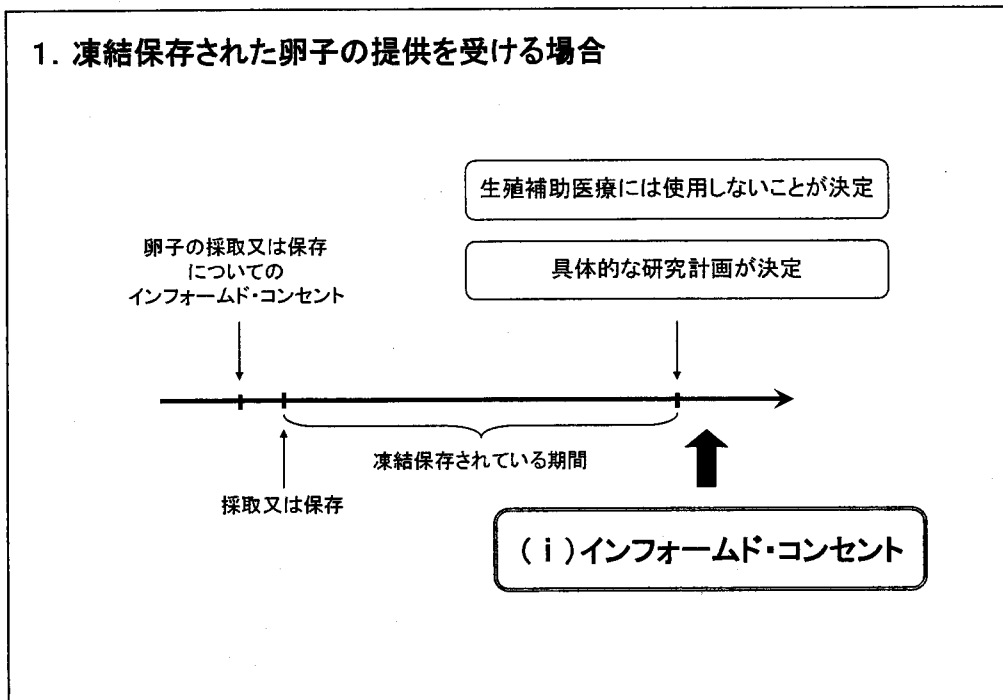 1. 凍結保存された卵子の提供を受ける場合
生殖補助医療には使用しないことが決定
卵子の採取又は保存
についての
インフォームド・コンセント
具体的な研究計画が決定
凍結保存されている期間
採取又は保存
(ⅰ)インフォームド・コンセント